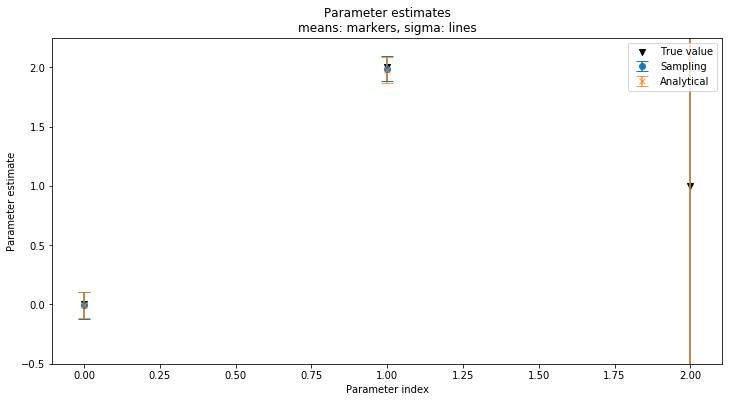 Parameter estimates
means: markers, sigma: lines
True value
Sampling
Analytical
Parameter estimate
2.0
1.5
1.0
0.5
0.0
−0.5
0.00
0.25
0.50
0.75
1.00
1.25
1.50
1.75
2.00
Parameter index